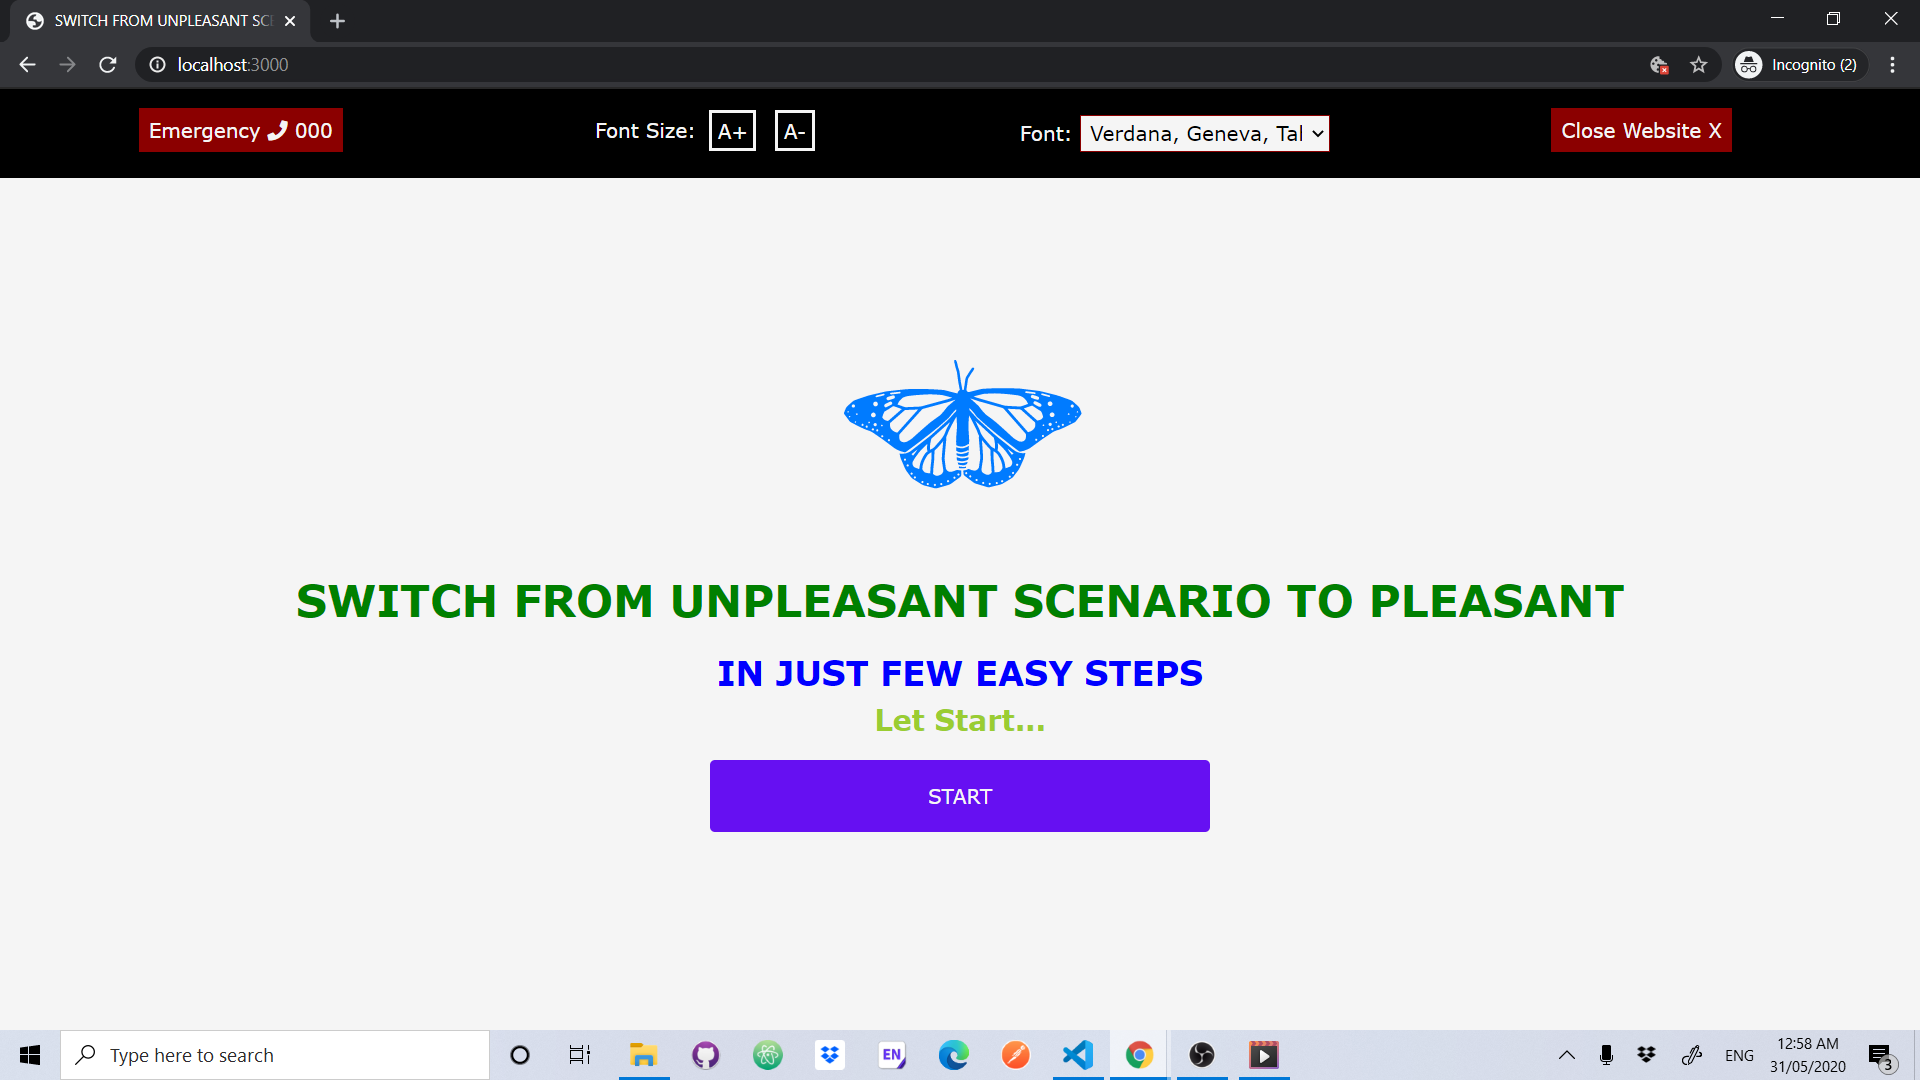 SWITCH FROM UNPLEASANT SCE
localhost:3000
Incognito (2)
Emergency 000
Font Size: A+ A-
Font: Verdana, Geneva, Tal
Close Website X
SWITCH FROM UNPLEASANT SCENARIO TO PLEASANT
IN JUST FEW EASY STEPS
Let Start...
START
Type here to search
EN
ENG
12:58 AM
31/05/2020
3